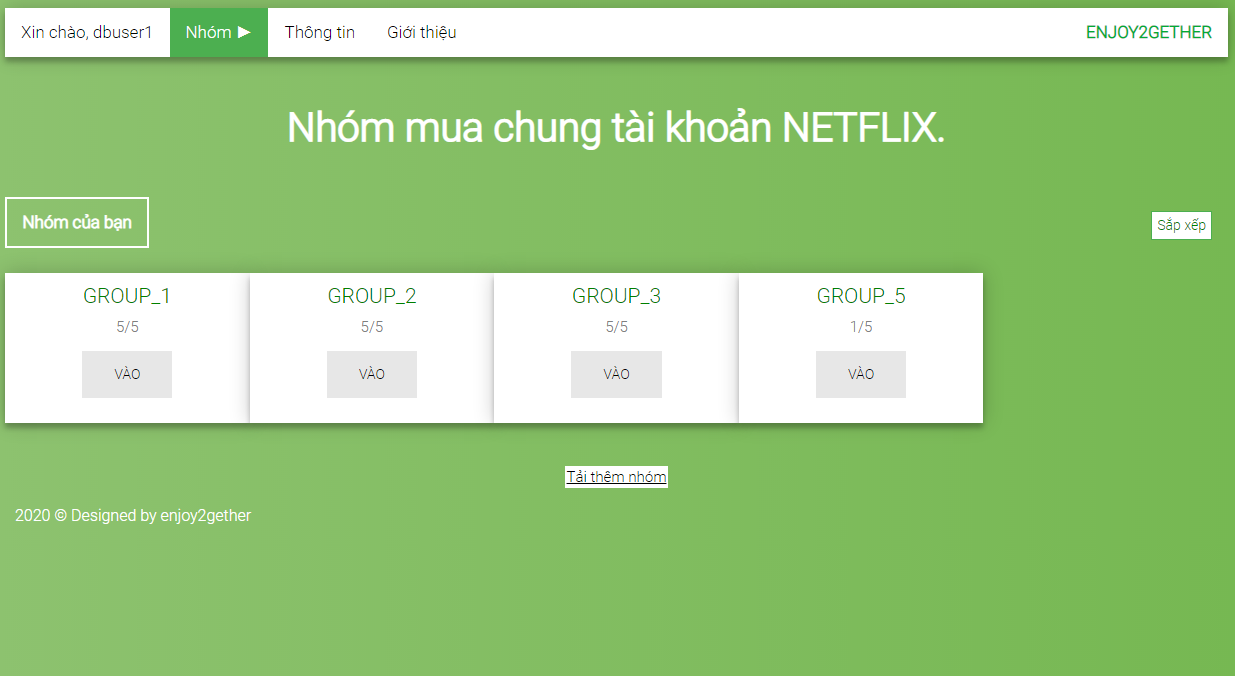 Xin chào, dbuser1 Nhóm ► Thông tin Giới thiệu ENJOY2GETHER
Nhóm mua chung tài khoản NETFLIX.
Nhóm của bạn
Sắp xếp
GROUP_1 GROUP_2 GROUP_3 GROUP_5
5/5 5/5 5/5 1/5
VÀO VÀO VÀO VÀO
Tải thêm nhóm
2020 © Designed by enjoy2gether